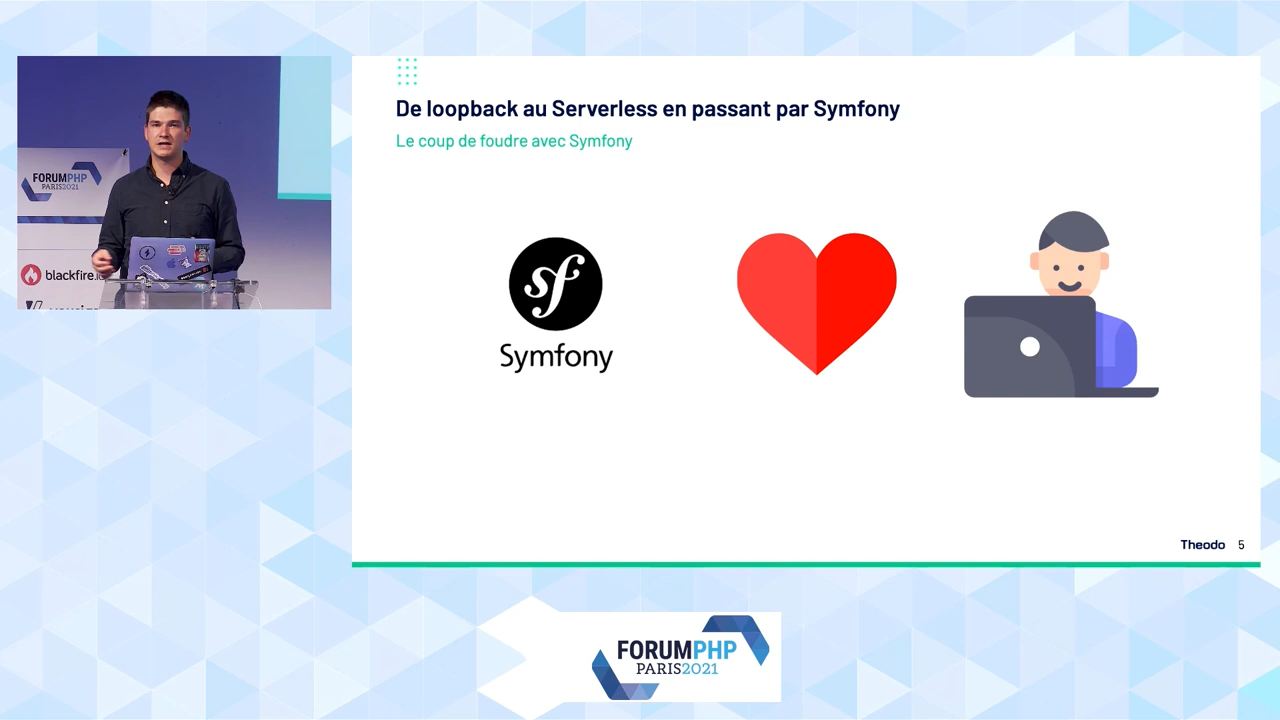 De loopback au Serverless en passant par Symfony
Le coup de foudre avec Symfony
FORUMPHP
PARIS2021
blackfire.io
sf
Symfony
Theodo 5
FORUMPHP
PARIS2021